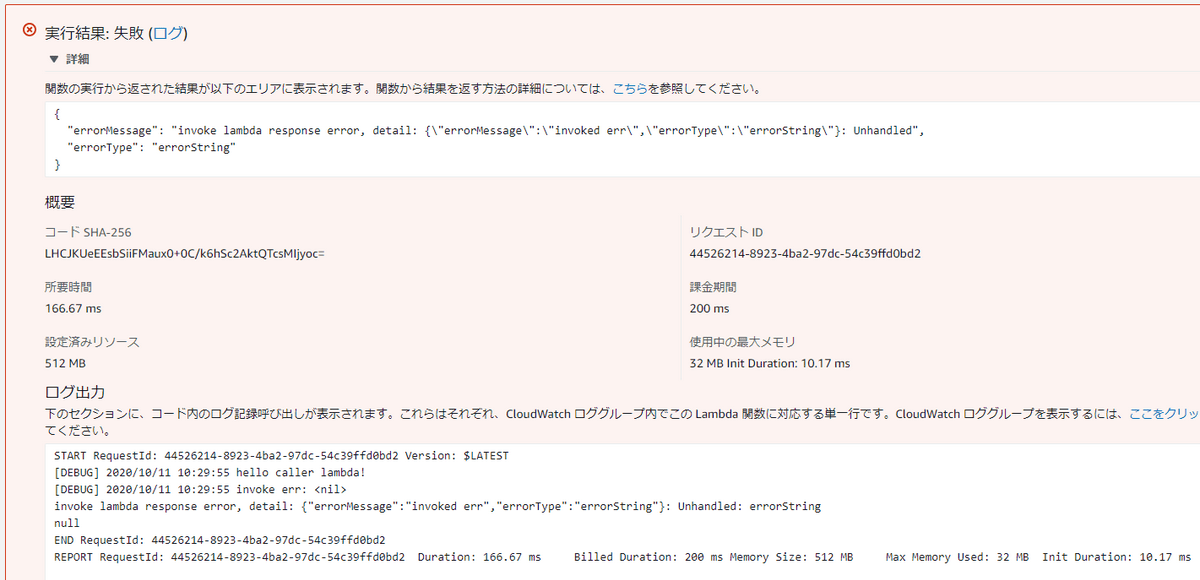 実行結果: 失敗 (ログ)
▼ 詳細
関数の実行から返された結果が以下のエリアに表示されます。関数から結果を返す方法の詳細については、こちらを参照してください。
{
  "errorMessage": "invoke lambda response error, detail: {\"errorMessage\":\"invoked err\",\"errorType\":\"errorString\"}: Unhandled",
  "errorType": "errorString"
}
概要
コード SHA-256
LHCJKUeEEsbSiiFMaux0+0C/k6hSc2AktQTcsMIjyoc=
リクエスト ID
44526214-8923-4ba2-97dc-54c39ffd0bd2
所要時間
166.67 ms
課金期間
200 ms
設定済みリソース
512 MB
使用中の最大メモリ
32 MB Init Duration: 10.17 ms
ログ出力
下のセクションに、コード内のログ記録呼び出しが表示されます。これらはそれぞれ、CloudWatch ロググループ内でこの Lambda 関数に対応する単一行です。CloudWatch ロググループを表示するには、ここをクリッ
てください。
START RequestId: 44526214-8923-4ba2-97dc-54c39ffd0bd2 Version: $LATEST
[DEBUG] 2020/10/11 10:29:55 hello caller lambda!
[DEBUG] 2020/10/11 10:29:55 invoke err: <nil>
invoke lambda response error, detail: {"errorMessage":"invoked err","errorType":"errorString"}: Unhandled: errorString
null
END RequestId: 44526214-8923-4ba2-97dc-54c39ffd0bd2
REPORT RequestId: 44526214-8923-4ba2-97dc-54c39ffd0bd2  Duration: 166.67 ms  Billed Duration: 200 ms Memory Size: 512 MB  Max Memory Used: 32 MB  Init Duration: 10.17 ms